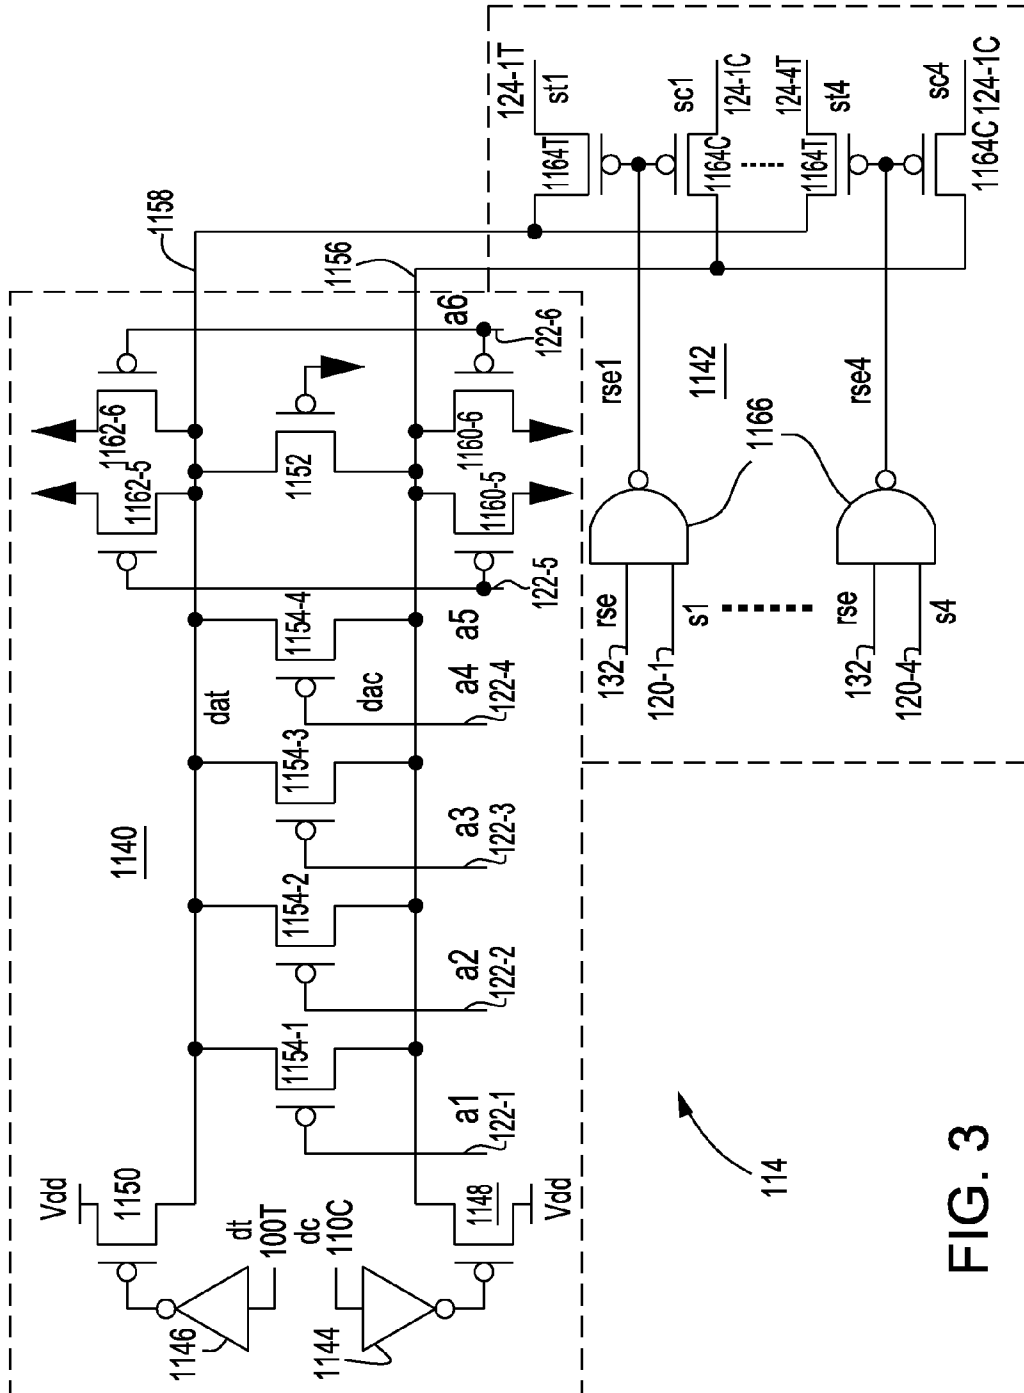 FIG. 3
114
1140
Vdd
1150
1146
dt
100T
dc
110C
1144
1148
Vdd
1154-1
a1
122-1
1154-2
a2
122-2
1154-3
a3
122-3
dat
dac
1154-4
a4
122-4
a5
122-5
1162-5
1162-6
1152
1160-5
1160-6
a6
122-6
1158
1156
1142
132
rse
120-1
s1
132
rse
120-4
s4
1166
rse1
rse4
1164T
124-1T
st1
1164C
sc1
124-1C
1164T
124-4T
st4
1164C
sc4
124-1C